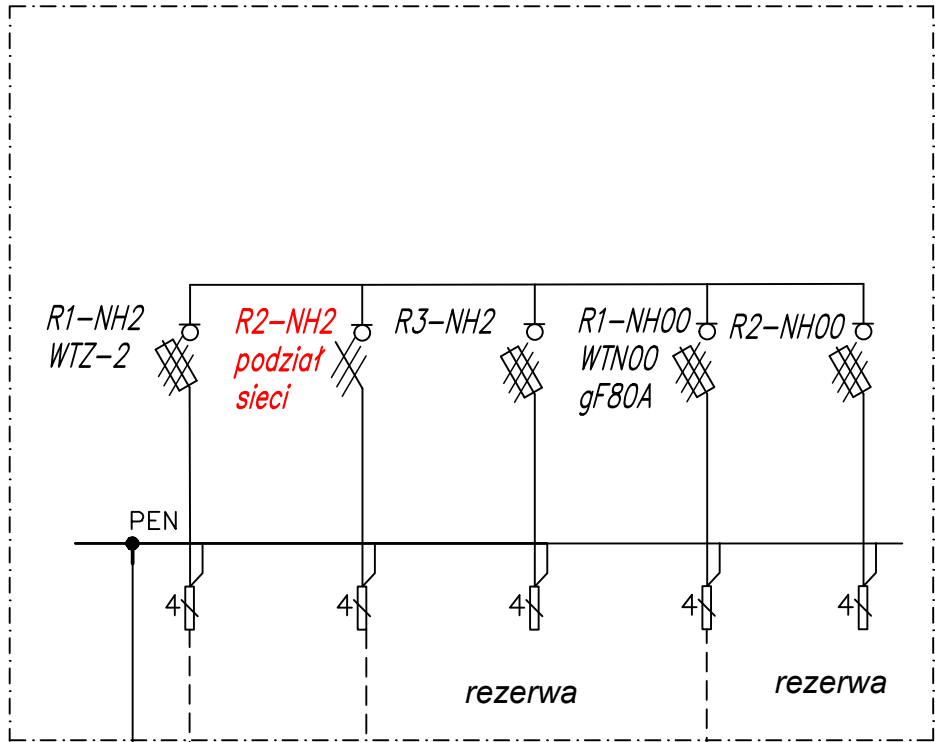 R1-NH2
WTZ-2
R2-NH2
podział
sieci
R3-NH2
R1-NH00
WTN00
gF80A
R2-NH00
PEN
4
4
4
4
4
rezerwa
rezerwa